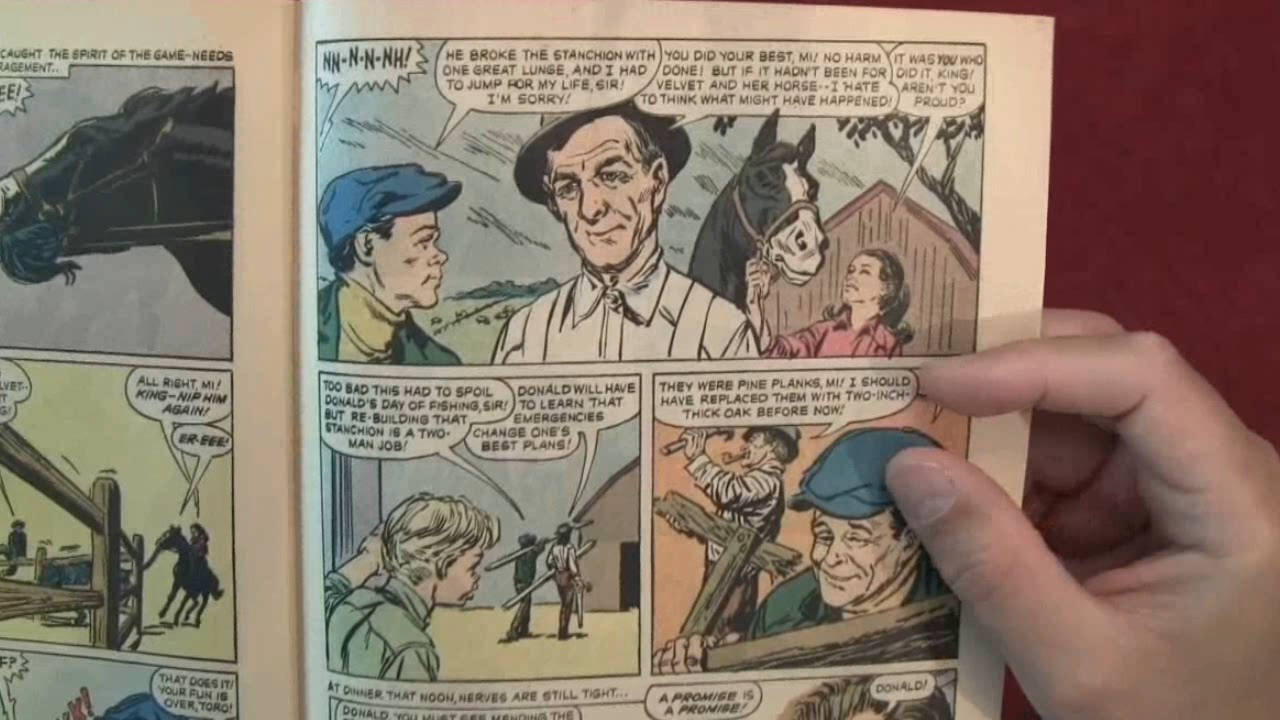 CAUGHT THE SPIRIT OF THE GAME—NEEDS
RAGEMENT..
EE!
ALL RIGHT, MI!
KING—NIP HIM
AGAIN!
ER-EEE!
THAT DOES IT!
YOUR FUN IS
OVER, TORO!
NN-N-N-NH!
HE BROKE THE STANCHION WITH
ONE GREAT LUNGE, AND I HAD
TO JUMP FOR MY LIFE, SIR!
I'M SORRY!
YOU DID YOUR BEST, MI! NO HARM
DONE! BUT IF IT HADN'T BEEN FOR
VELVET AND HER HORSE--I HATE
TO THINK WHAT MIGHT HAVE HAPPENED!
IT WAS YOU WHO
DID IT, KING!
AREN'T YOU
PROUD?
TOO BAD THIS HAD TO SPOIL
DONALD'S DAY OF FISHING, SIR!
BUT RE-BUILDING THAT
STANCHION IS A TWO-
MAN JOB!
DONALD WILL HAVE
TO LEARN THAT
EMERGENCIES
CHANGE ONE'S
BEST PLANS!
THEY WERE PINE PLANKS, MI! I SHOULD
HAVE REPLACED THEM WITH TWO-INCH-
THICK OAK BEFORE NOW!
AT DINNER THAT NOON, NERVES ARE STILL TIGHT...
DONALD, YOU MUST SEE MENDING THE
A PROMISE IS
A PROMISE!
DONALD!